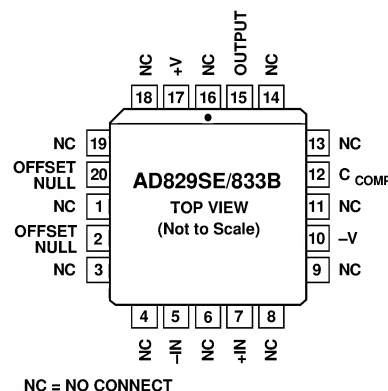 NC
+V
NC
OUTPUT
NC
18
17
16
15
14
NC 19
OFFSET
NULL 20
NC 1
OFFSET
NULL 2
NC 3
AD829SE/833B
TOP VIEW
(Not to Scale)
13 NC
12 C COMP
11 NC
10 –V
9 NC
4
5
6
7
8
NC
–IN
NC
+IN
NC
NC = NO CONNECT